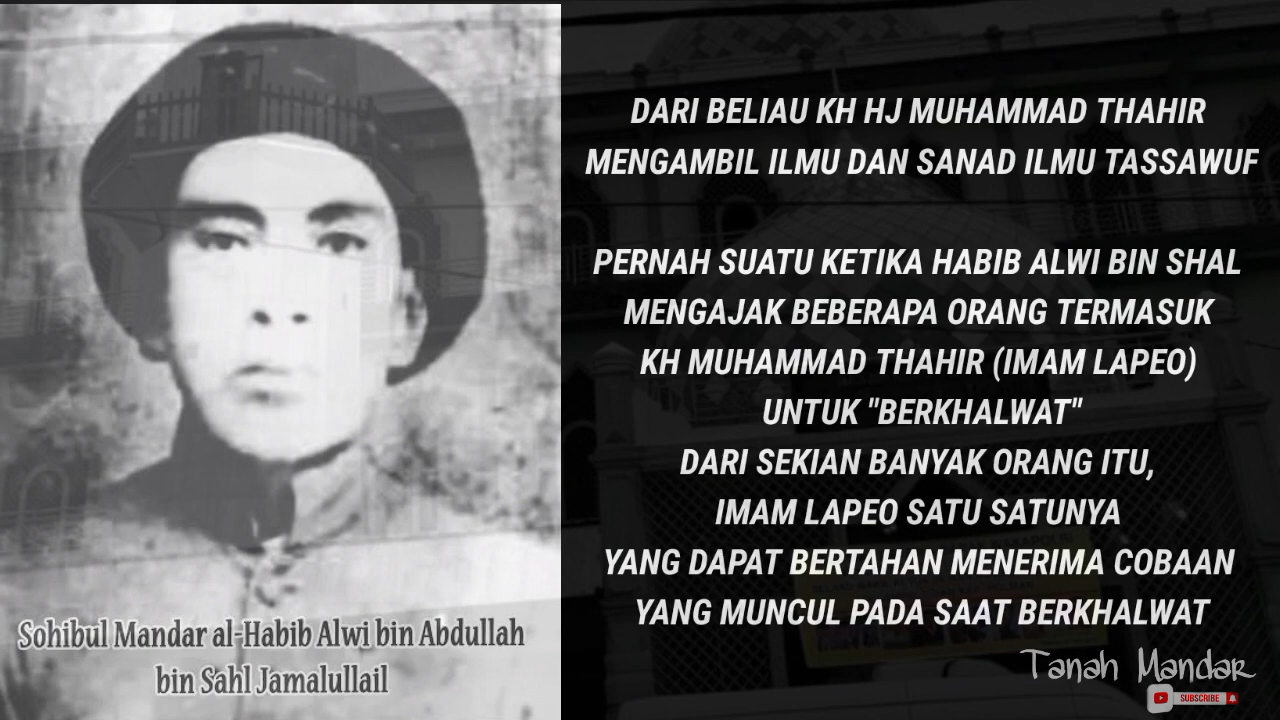 Sohibul Mandar al-Habib Alwi bin Abdullah
bin Sahl Jamalullail
DARI BELIAU KH HJ MUHAMMAD THAHIR
MENGAMBIL ILMU DAN SANAD ILMU TASSAWUF
PERNAH SUATU KETIKA HABIB ALWI BIN SHAL
MENGAJAK BEBERAPA ORANG TERMASUK
KH MUHAMMAD THAHIR (IMAM LAPEO)
UNTUK "BERKHALWAT"
DARI SEKIAN BANYAK ORANG ITU,
IMAM LAPEO SATU SATUNYA
YANG DAPAT BERTAHAN MENERIMA COBAAN
YANG MUNCUL PADA SAAT BERKHALWAT
Tanah Mandar
SUBSCRIBE